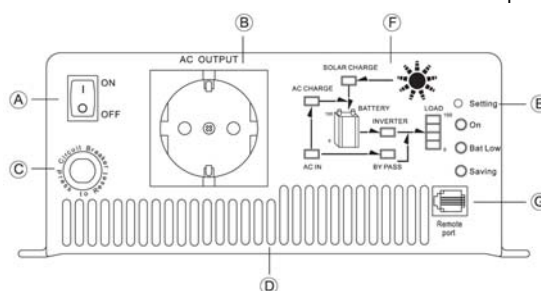 B
F
AC OUTPUT
SOLAR CHARGE
A
I
O
ON
OFF
AC CHARGE
BATTERY
100
0
INVERTER
LOAD
100
0
Setting
E
On
Bat Low
Saving
C
Circuit Breaker
press to Reset
AC IN
BY PASS
G
Remote
port
D